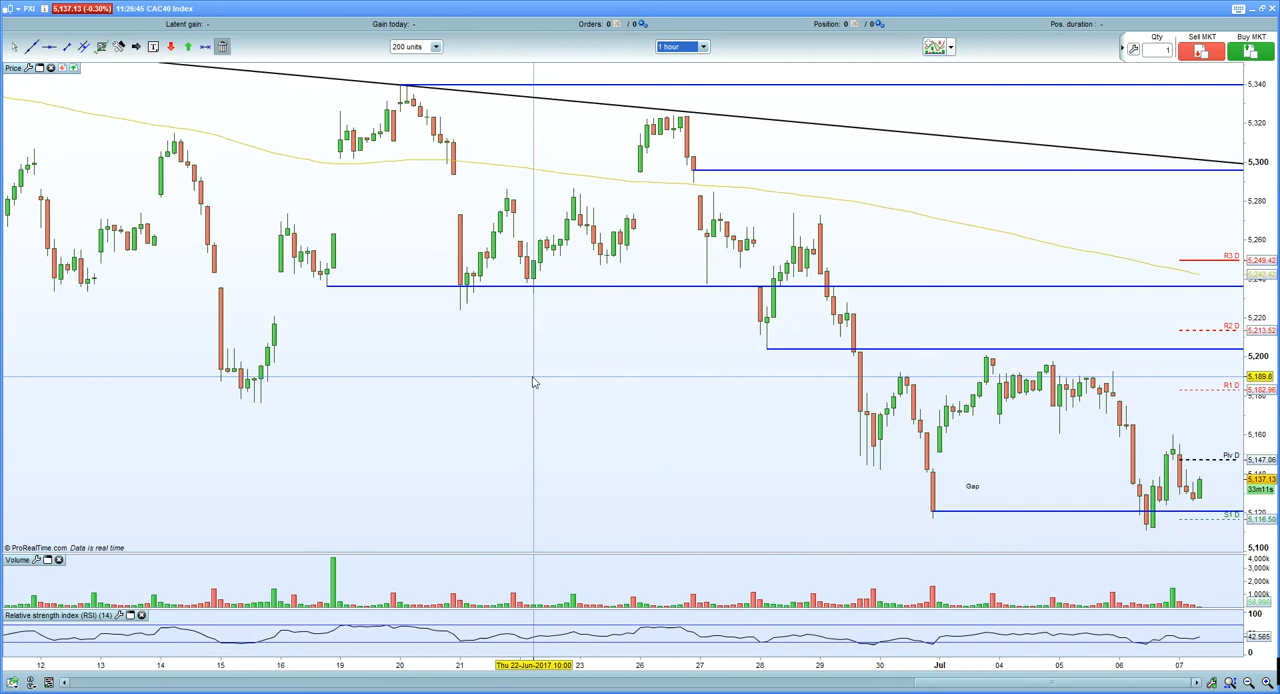 PXI 5,137.13 (-0.30%) 11:26:45 CAC40 Index
Latent gain: - Gain today: - Orders: 0 / 0 Position: 0 / 0 Pos. duration : -
200 units 1 hour Qty 1 Sell MKT Buy MKT
Price
5,340
5,320
5,300
5,280
5,260
R3 D 5,249.42
5,242.42
5,220
R2 D 5,213.52
5,200
5,189.8
R1 D 5,182.96
5,160
Piv D 5,147.06
5,137.13
33m11s
Gap
5,120
S1 D 5,116.50
5,100
© ProRealTime.com Data is real time
Volume
4,000k
3,000k
2,000k
1,000k
Relative strength index (RSI) (14)
100
42.565
0
12 13 14 15 16 19 20 21 Thu 22-Jun-2017 10:00 23 26 27 28 29 30 Jul 04 05 06 07